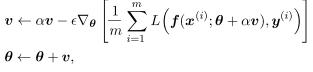 𝒗 ← α𝒗 − ϵ∇_𝜽 [ 1/m ∑_{i=1}^{m} L( 𝒇(𝒙^{(i)}; 𝜽 + α𝒗), 𝒚^{(i)} ) ]
𝜽 ← 𝜽 + 𝒗,